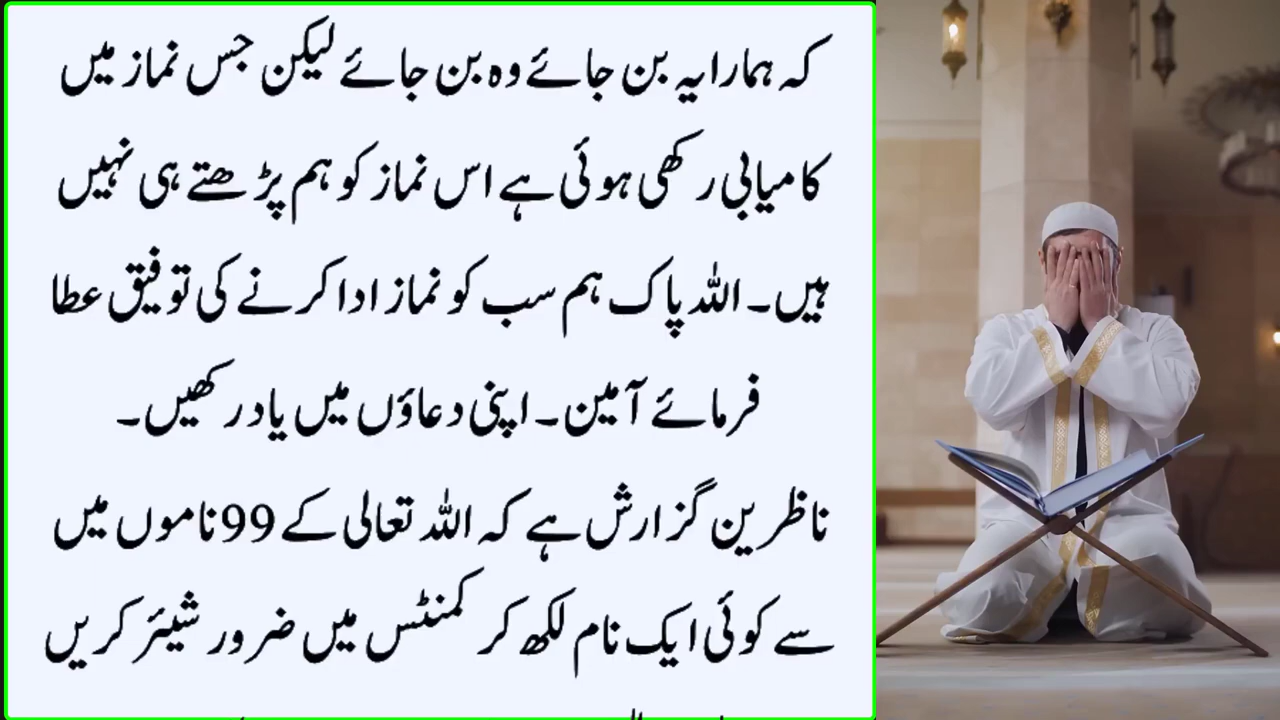 کہ ہمارا یہ بن جائے وہ بن جائے لیکن جس نماز میں
کامیابی رکھی ہوئی ہے اس نماز کو ہم پڑھتے ہی نہیں
ہیں۔ اللہ پاک ہم سب کو نماز ادا کرنے کی توفیق عطا
فرمائے آمین۔ اپنی دعاؤں میں یاد رکھیں۔
ناظرین گزارش ہے کہ اللہ تعالی کے 99 ناموں میں
سے کوئی ایک نام لکھ کر کمنٹس میں ضرور شیئر کریں